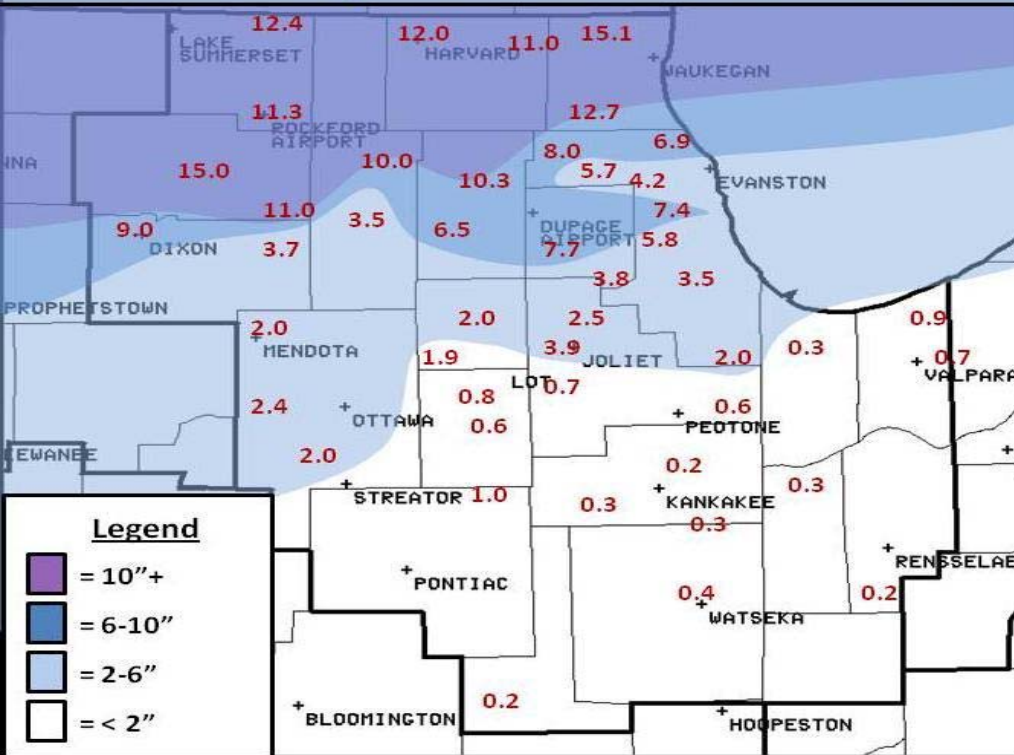 12.4
12.0
11.0
15.1
LAKE
SUMMERSET
HARVARD
WAUKEGAN
11.3
12.7
ROCKFORD
AIRPORT
6.9
NNA
15.0
10.0
8.0
5.7
10.3
4.2
EVANSTON
11.0
3.5
7.4
9.0
DIXON
6.5
DUPAGE
AIRPORT
5.8
3.7
7.7
3.8
3.5
PROPHETSTOWN
2.0
2.0
2.5
0.9
MENDOTA
1.9
3.9
JOLIET
2.0
0.3
0.7
VALPARA
LOT
0.7
2.4
OTTAWA
0.8
0.6
0.6
PEOTONE
EWANEE
2.0
0.2
STREATOR
1.0
0.3
KANKAKEE
0.3
0.3
Legend
= 10”+
= 6-10”
= 2-6”
= < 2”
RENSSELAE
PONTIAC
0.4
0.2
WATSEKA
0.2
BLOOMINGTON
HOOPESTON